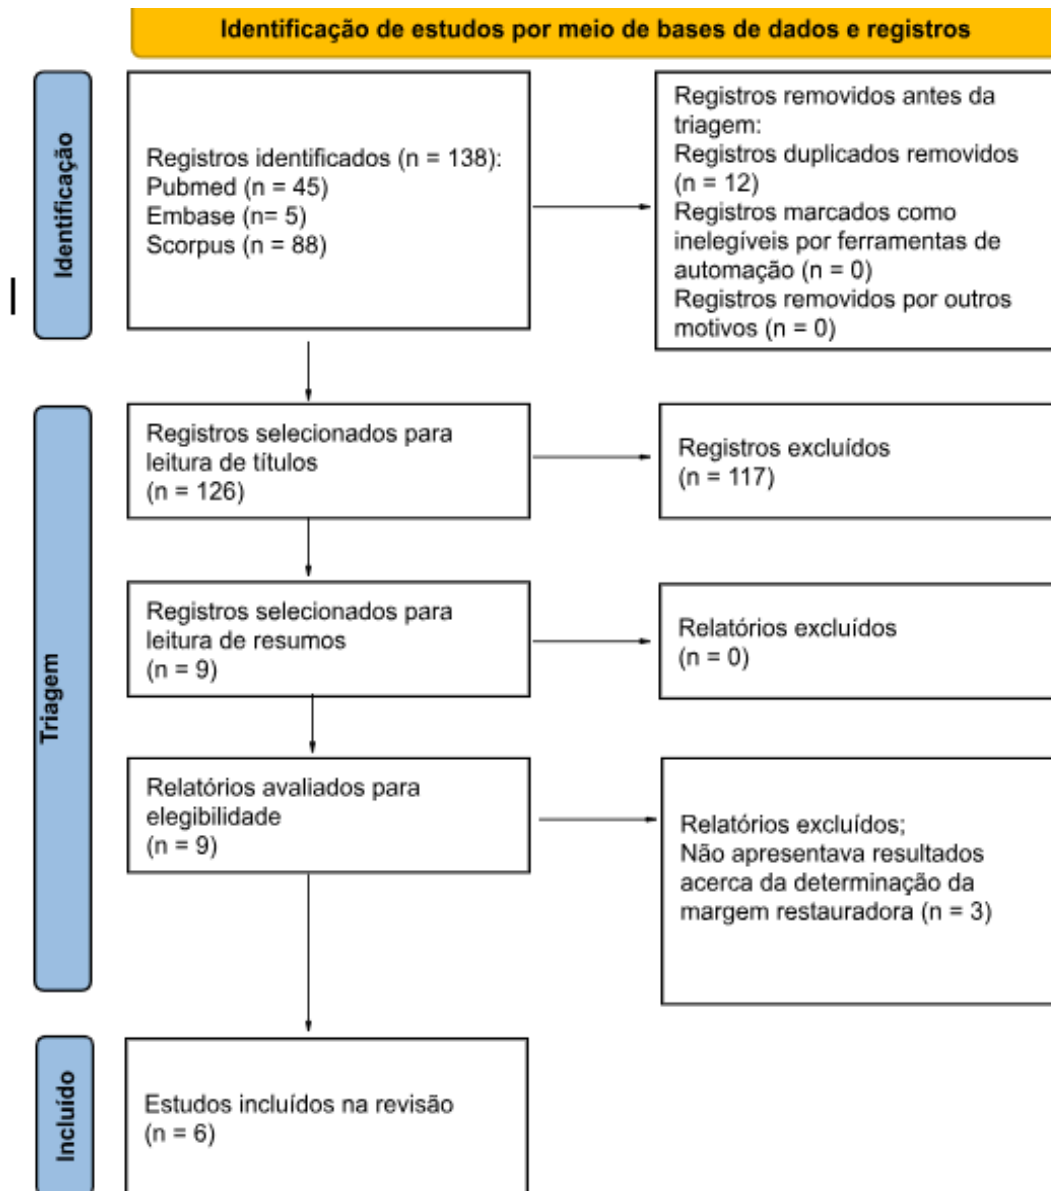 Identificação de estudos por meio de bases de dados e registros
Identificação
Registros identificados (n = 138):
Pubmed (n = 45)
Embase (n= 5)
Scorpus (n = 88)
Registros removidos antes da
triagem:
Registros duplicados removidos
(n = 12)
Registros marcados como
inelegíveis por ferramentas de
automação (n = 0)
Registros removidos por outros
motivos (n = 0)
Triagem
Registros selecionados para
leitura de títulos
(n = 126)
Registros excluídos
(n = 117)
Registros selecionados para
leitura de resumos
(n = 9)
Relatórios excluídos
(n = 0)
Relatórios avaliados para
elegibilidade
(n = 9)
Relatórios excluídos;
Não apresentava resultados
acerca da determinação da
margem restauradora (n = 3)
Incluído
Estudos incluídos na revisão
(n = 6)